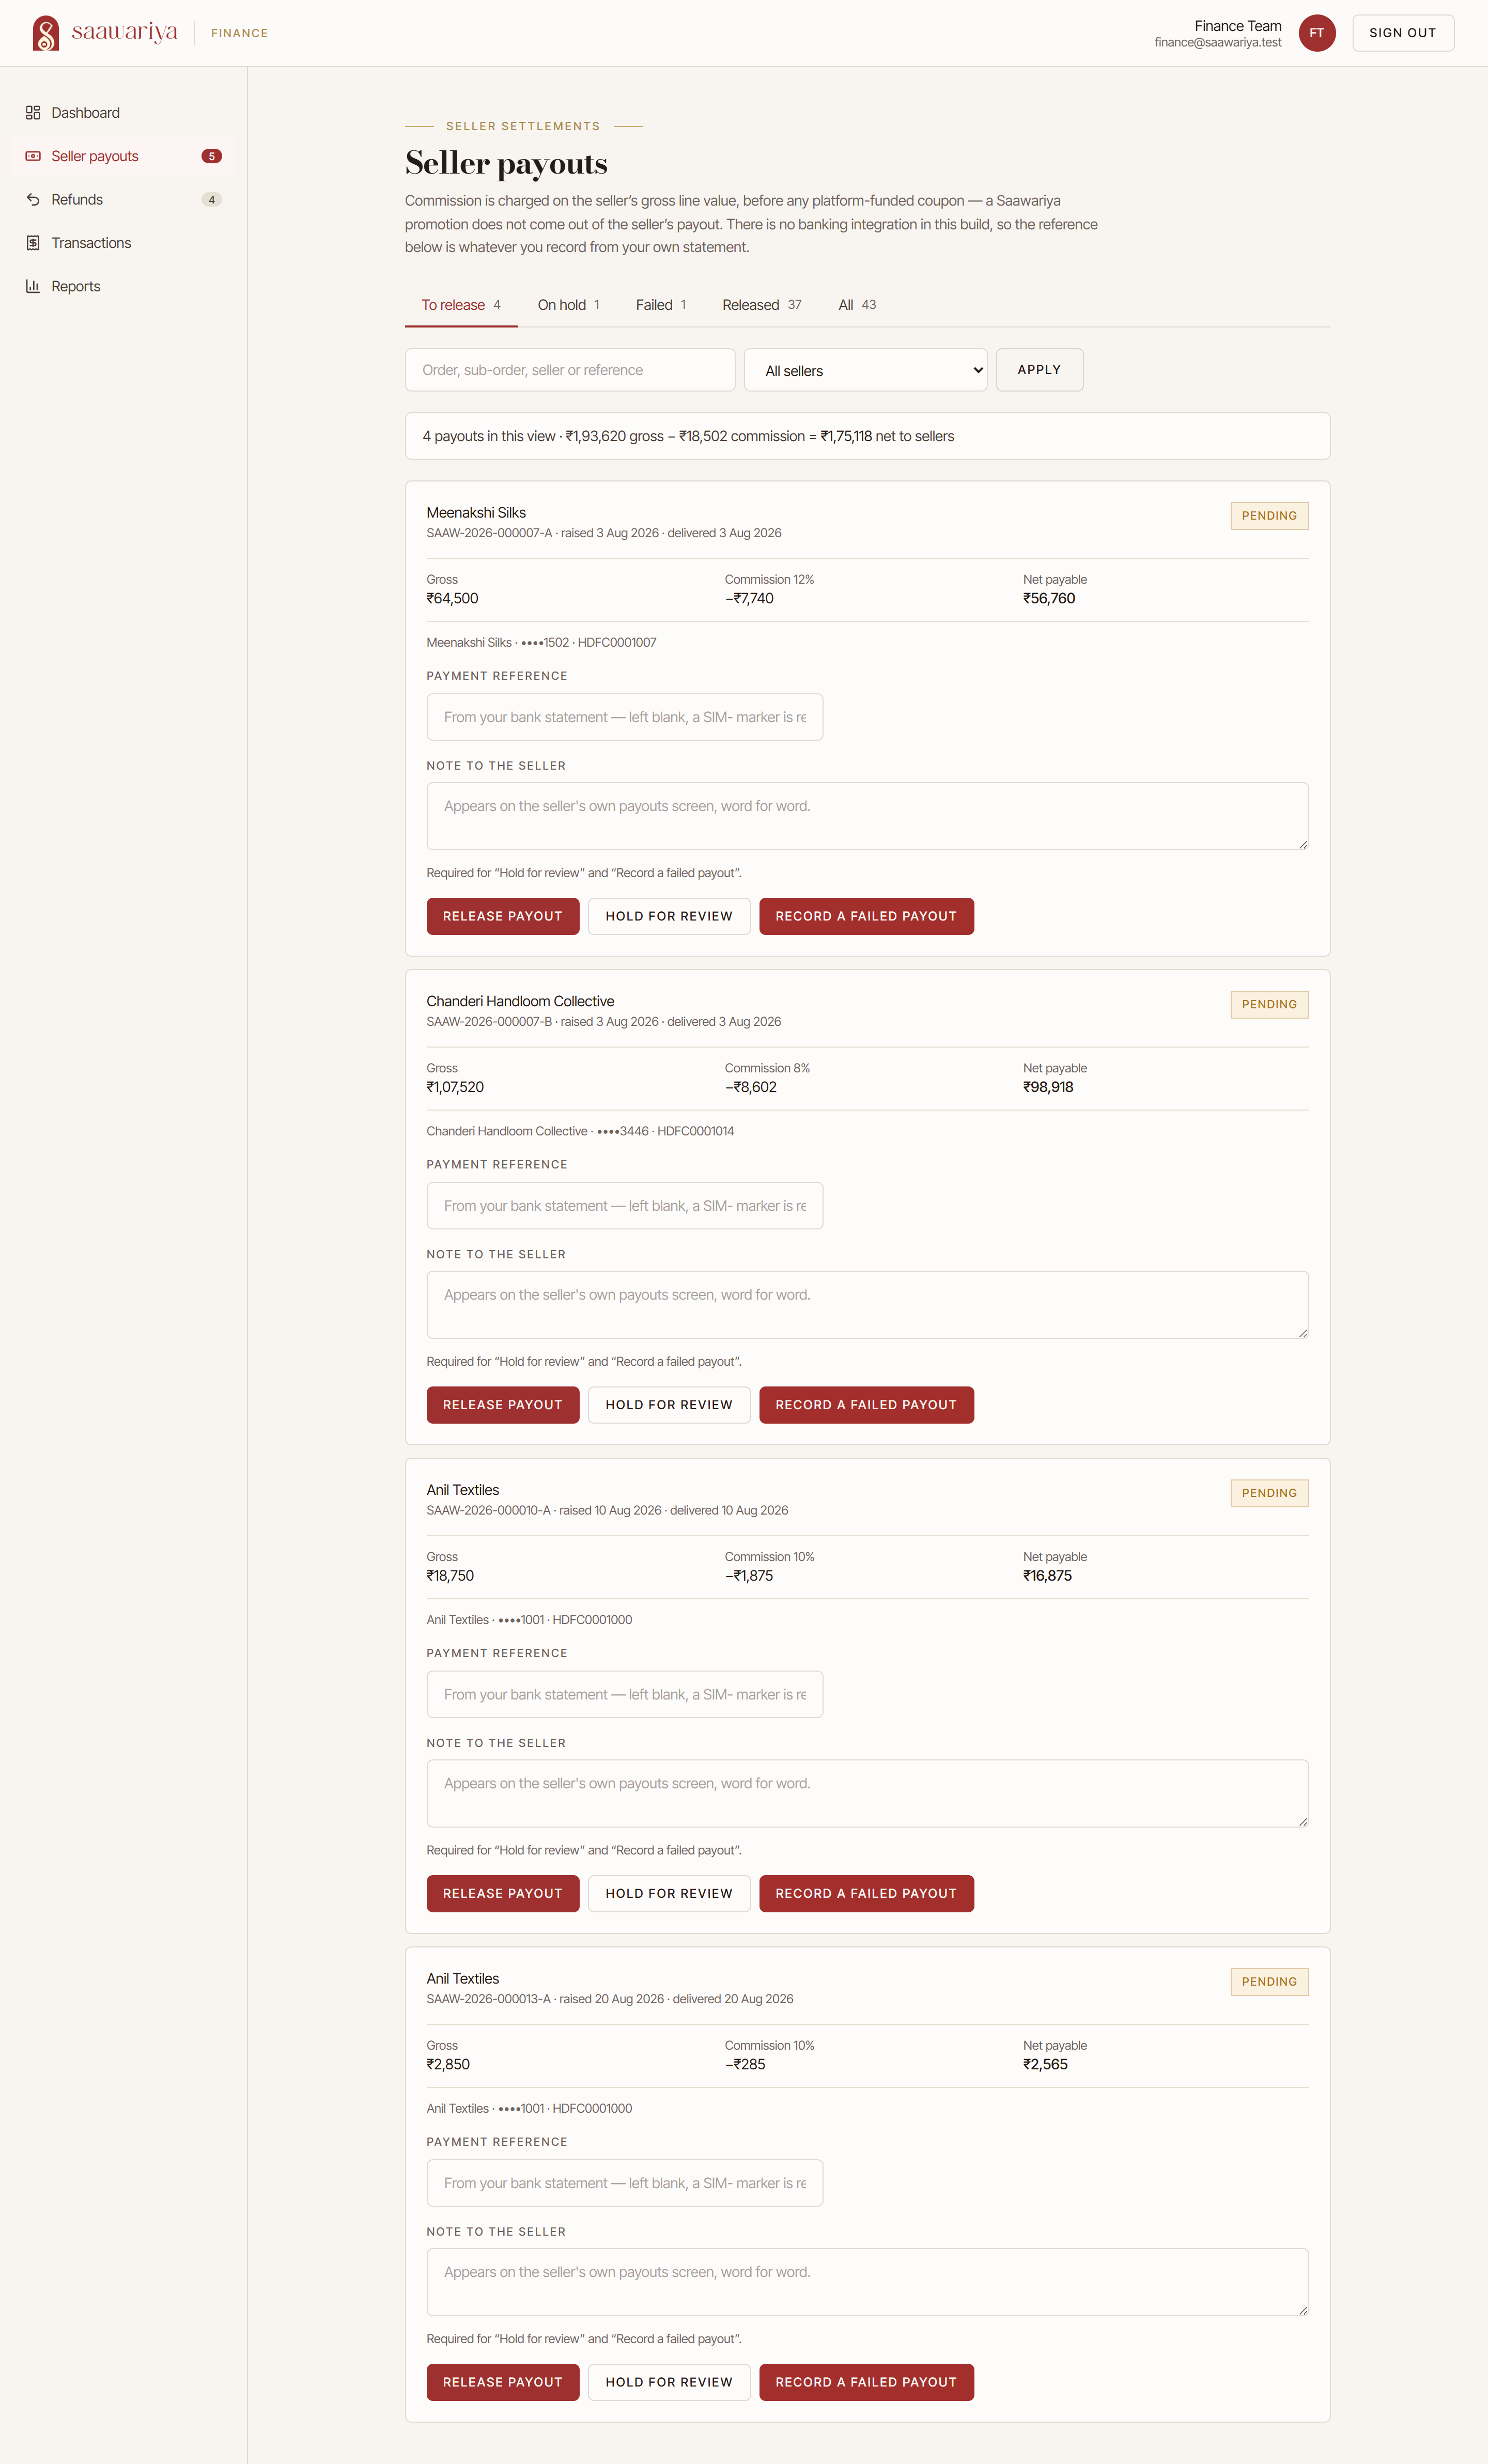 saawariya
FINANCE
Finance Team
finance@saawariya.test
FT
SIGN OUT
Dashboard
Seller payouts 5
Refunds 4
Transactions
Reports
SELLER SETTLEMENTS
Seller payouts
Commission is charged on the seller’s gross line value, before any platform-funded coupon — a Saawariya
promotion does not come out of the seller’s payout. There is no banking integration in this build, so the reference
below is whatever you record from your own statement.
To release 4 On hold 1 Failed 1 Released 37 All 43
Order, sub-order, seller or reference
All sellers
APPLY
4 payouts in this view · ₹1,93,620 gross − ₹18,502 commission = ₹1,75,118 net to sellers
Meenakshi Silks
PENDING
SAAW-2026-000007-A · raised 3 Aug 2026 · delivered 3 Aug 2026
Gross Commission 12% Net payable
₹64,500 −₹7,740 ₹56,760
Meenakshi Silks · ••••1502 · HDFC0001007
PAYMENT REFERENCE
From your bank statement — left blank, a SIM- marker is re
NOTE TO THE SELLER
Appears on the seller's own payouts screen, word for word.
Required for “Hold for review” and “Record a failed payout”.
RELEASE PAYOUT HOLD FOR REVIEW RECORD A FAILED PAYOUT
Chanderi Handloom Collective
PENDING
SAAW-2026-000007-B · raised 3 Aug 2026 · delivered 3 Aug 2026
Gross Commission 8% Net payable
₹1,07,520 −₹8,602 ₹98,918
Chanderi Handloom Collective · ••••3446 · HDFC0001014
PAYMENT REFERENCE
From your bank statement — left blank, a SIM- marker is re
NOTE TO THE SELLER
Appears on the seller's own payouts screen, word for word.
Required for “Hold for review” and “Record a failed payout”.
RELEASE PAYOUT HOLD FOR REVIEW RECORD A FAILED PAYOUT
Anil Textiles
PENDING
SAAW-2026-000010-A · raised 10 Aug 2026 · delivered 10 Aug 2026
Gross Commission 10% Net payable
₹18,750 −₹1,875 ₹16,875
Anil Textiles · ••••1001 · HDFC0001000
PAYMENT REFERENCE
From your bank statement — left blank, a SIM- marker is re
NOTE TO THE SELLER
Appears on the seller's own payouts screen, word for word.
Required for “Hold for review” and “Record a failed payout”.
RELEASE PAYOUT HOLD FOR REVIEW RECORD A FAILED PAYOUT
Anil Textiles
PENDING
SAAW-2026-000013-A · raised 20 Aug 2026 · delivered 20 Aug 2026
Gross Commission 10% Net payable
₹2,850 −₹285 ₹2,565
Anil Textiles · ••••1001 · HDFC0001000
PAYMENT REFERENCE
From your bank statement — left blank, a SIM- marker is re
NOTE TO THE SELLER
Appears on the seller's own payouts screen, word for word.
Required for “Hold for review” and “Record a failed payout”.
RELEASE PAYOUT HOLD FOR REVIEW RECORD A FAILED PAYOUT